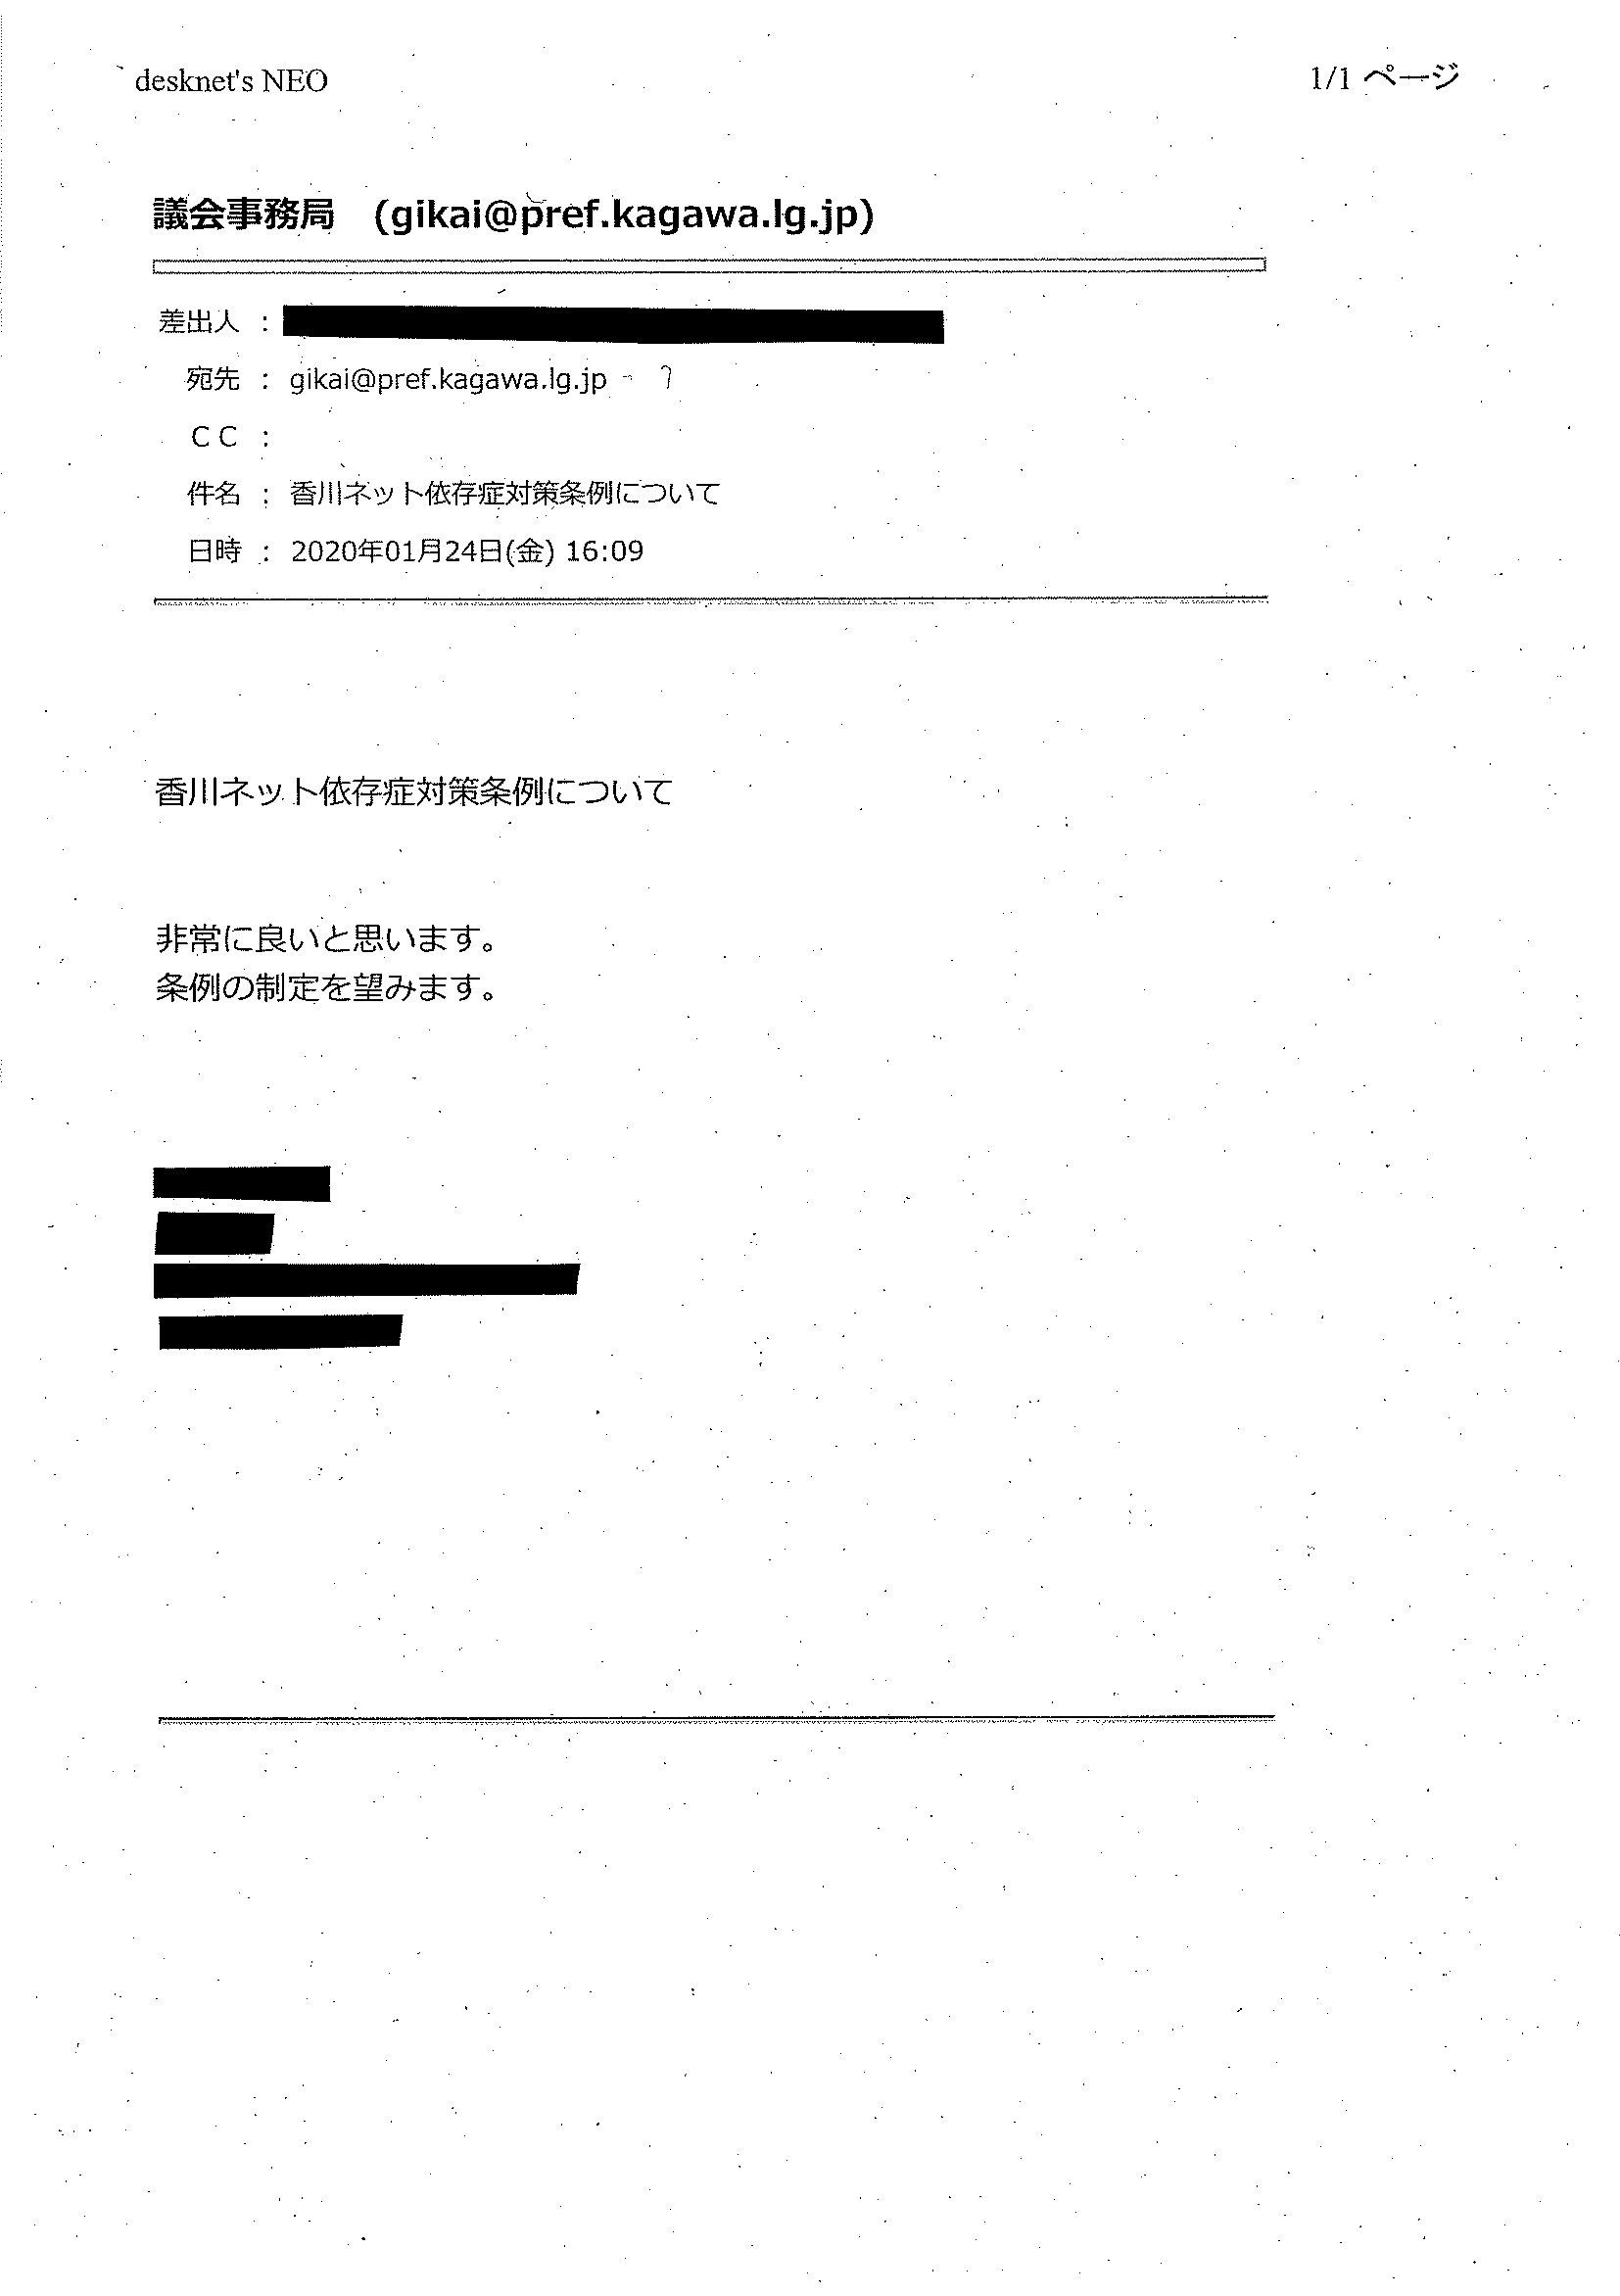 desknet's NEO
1/1 ページ
議会事務局 (gikai@pref.kagawa.lg.jp)
差出人 :
宛先 : gikai@pref.kagawa.lg.jp
CC :
件名 : 香川ネット依存症対策条例について
日時 : 2020年01月24日(金) 16:09
香川ネット依存症対策条例について
非常に良いと思います。
条例の制定を望みます。